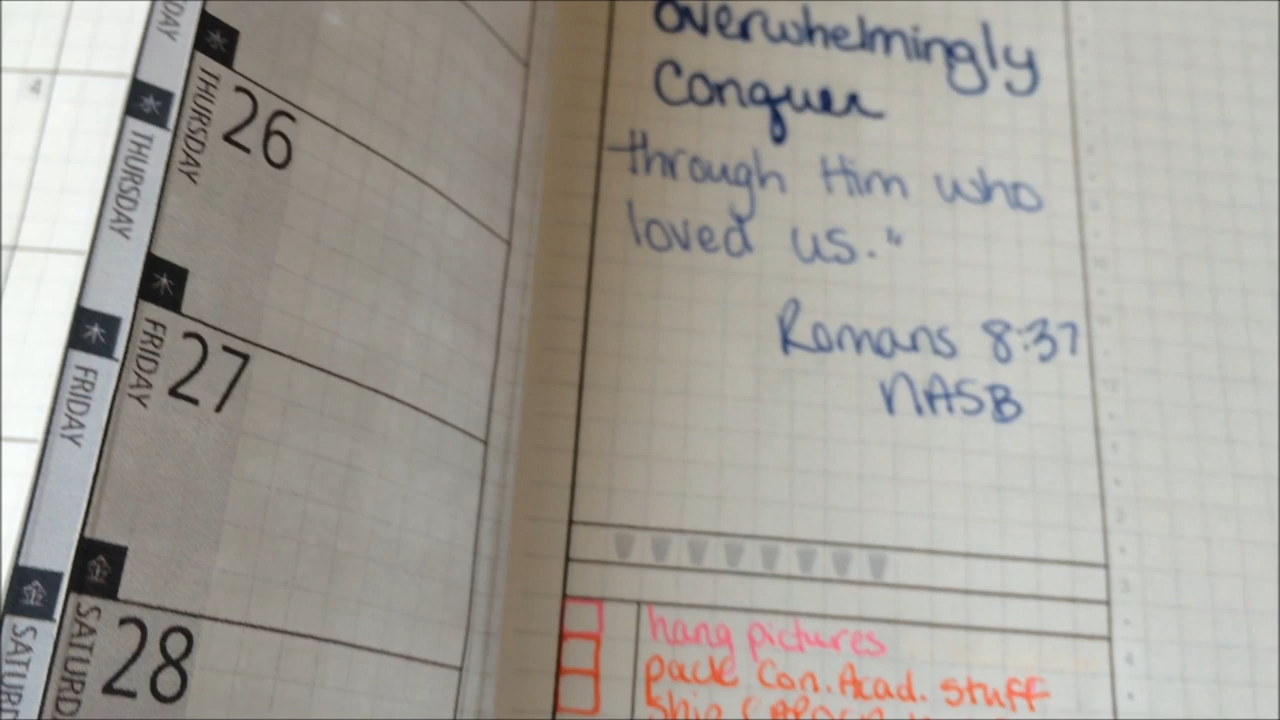 DAY
THURSDAY
FRIDAY
THURSDAY
26
FRIDAY
27
SATURD
28
overwhelmingly
Conquer
through Him who
loved us."
Romans 8:37
NASB
hang pictures
pack Con. Acad. Stuff
Ship